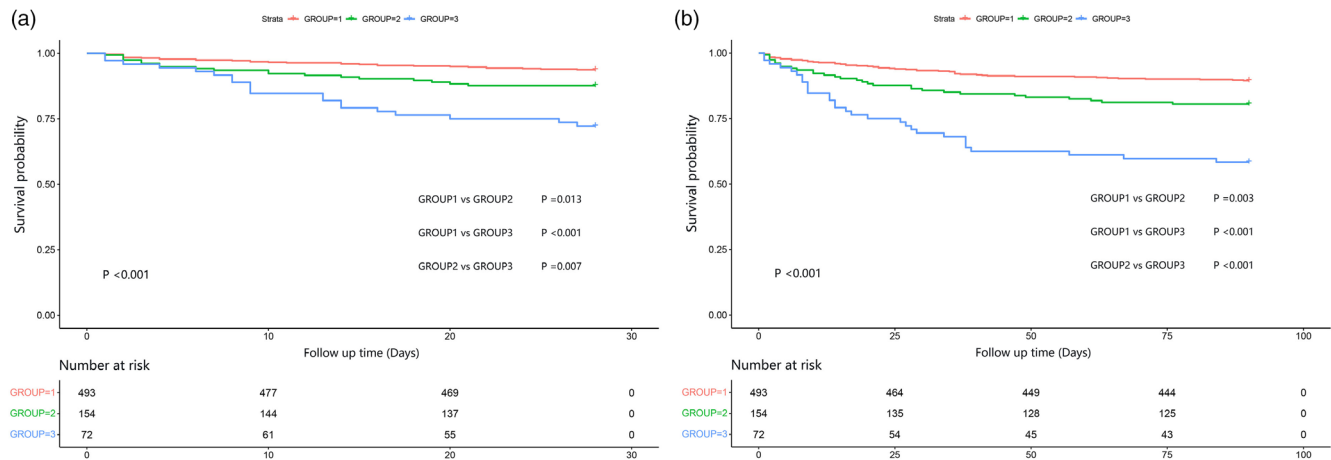 (a)
Strata GROUP=1 GROUP=2 GROUP=3
1.00
0.75
0.50
0.25
0.00
Survival probability
GROUP1 vs GROUP2 P =0.013
GROUP1 vs GROUP3 P <0.001
GROUP2 vs GROUP3 P =0.007
P <0.001
0 10 20 30
Follow up time (Days)
Number at risk
GROUP=1 493 477 469 0
GROUP=2 154 144 137 0
GROUP=3 72 61 55 0
0 10 20 30
(b)
Strata GROUP=1 GROUP=2 GROUP=3
1.00
0.75
0.50
0.25
0.00
Survival probability
GROUP1 vs GROUP2 P =0.003
GROUP1 vs GROUP3 P <0.001
GROUP2 vs GROUP3 P <0.001
P <0.001
0 25 50 75 100
Follow up time (Days)
Number at risk
GROUP=1 493 464 449 444 0
GROUP=2 154 135 128 125 0
GROUP=3 72 54 45 43 0
0 25 50 75 100